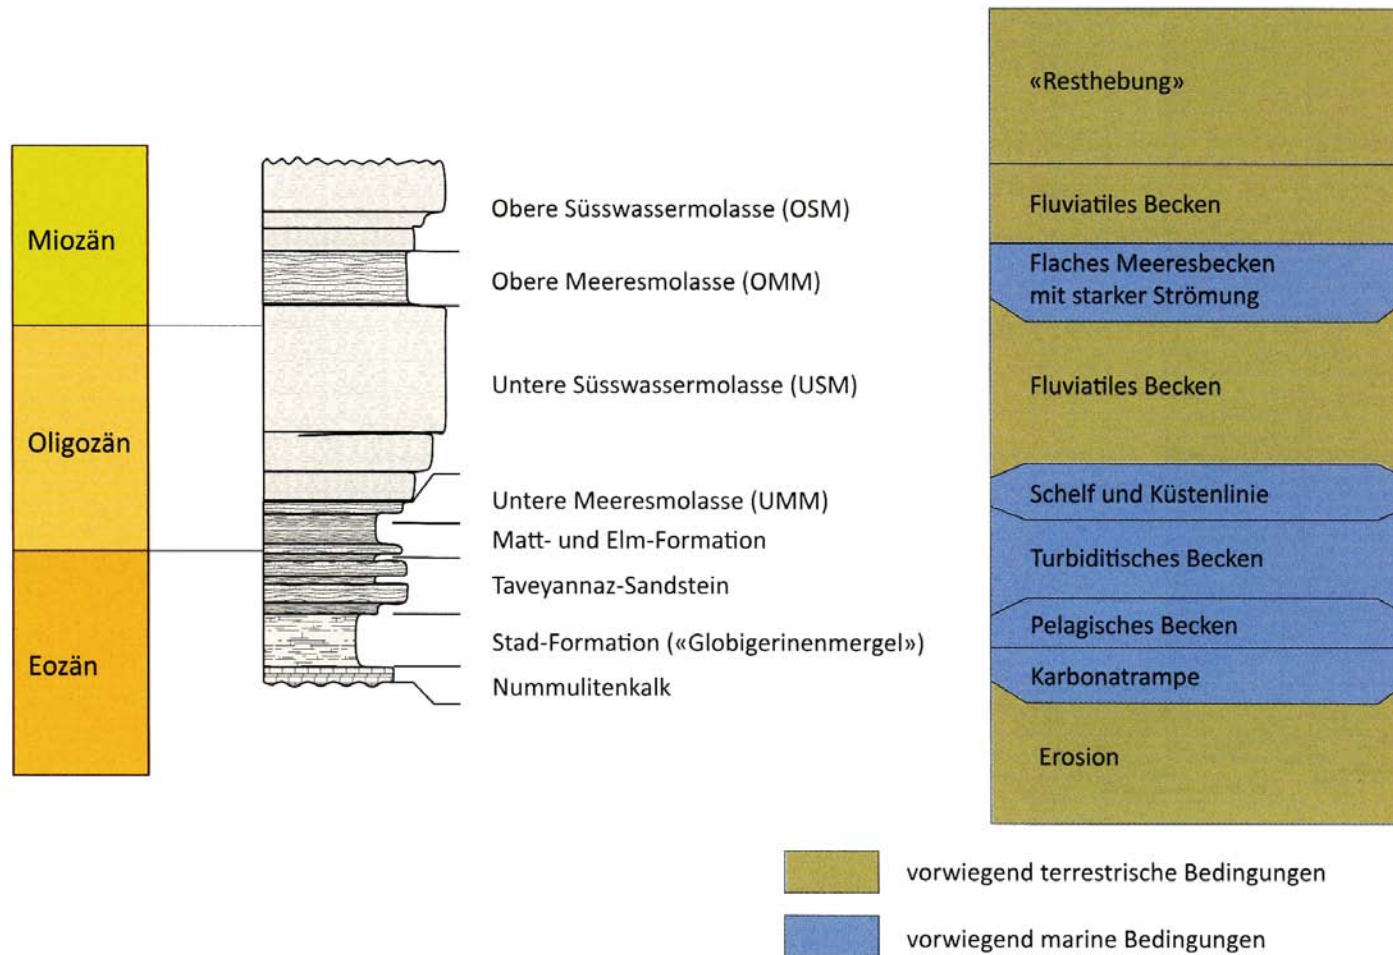 Miozän
Oligozän
Eozän
Obere Süsswassermolasse (OSM)
Obere Meeresmolasse (OMM)
Untere Süsswassermolasse (USM)
Untere Meeresmolasse (UMM)
Matt- und Elm-Formation
Taveyannaz-Sandstein
Stad-Formation («Globigerinenmergel»)
Nummulitenkalk
«Resthebung»
Fluviatiles Becken
Flaches Meeresbecken
mit starker Strömung
Fluviatiles Becken
Schelf und Küstenlinie
Turbiditisches Becken
Pelagisches Becken
Karbonatrampe
Erosion
vorwiegend terrestrische Bedingungen
vorwiegend marine Bedingungen